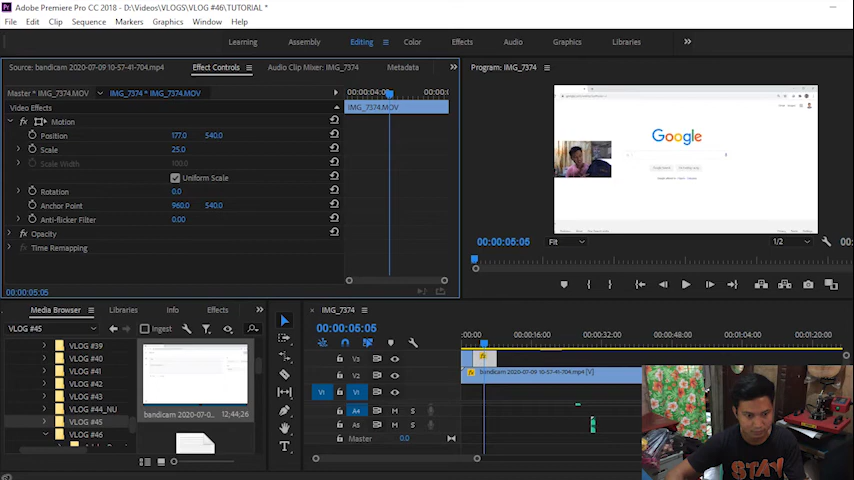 Adobe Premiere Pro CC 2018 - D:\Videos\VLOGS\VLOG #46\TUTORIAL *
File Edit Clip Sequence Markers Graphics Window Help
Learning Assembly Editing Color Effects Audio Graphics Libraries
Source: bandicam 2020-07-09 10-57-41-704.mp4 Effect Controls Audio Clip Mixer: IMG_7374 Metadata
Program: IMG_7374
Master * IMG_7374.MOV IMG_7374 * IMG_7374.MOV
00:00:04:00 00:00:0
Video Effects
IMG_7374.MOV
Motion
Position 177.0 540.0
Scale 25.0
Scale Width 100.0
Uniform Scale
Rotation 0.0
Anchor Point 960.0 540.0
Anti-flicker Filter 0.00
Opacity
Time Remapping
00:00:05:05
Google
00:00:05:05 Fit 1/2
Media Browser Libraries Info Effects
VLOG #45 Ingest
VLOG #39
VLOG #40
VLOG #41
VLOG #42
VLOG #43
VLOG #44_NU
VLOG #45
VLOG #46
bandicam 2020-07-0... 12;44;26
IMG_7374
00:00:05:05
:00:00 00:00:16:00 00:00:32:00 00:00:48:00 00:01:04:00 00:01:20:00
V3
fx
V2
fx bandicam 2020-07-09 10-57-41-704.mp4 [V]
V1 V1
A4 M S
A5 M S
Master 0.0
STAY